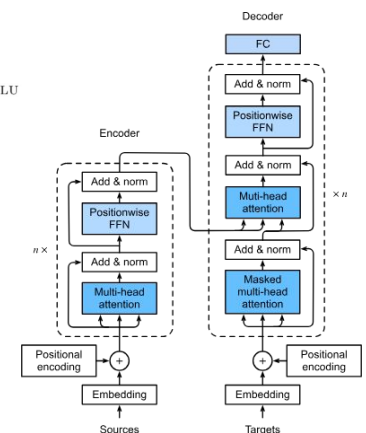 Decoder
FC
LU
Add & norm
Positionwise
FFN
Encoder
Add & norm
Add & norm
Positionwise
FFN
Muti-head
attention
× n
n ×
Add & norm
Add & norm
Multi-head
attention
Masked
multi-head
attention
Positional
encoding
+
+
Positional
encoding
Embedding
Embedding
Sources
Targets